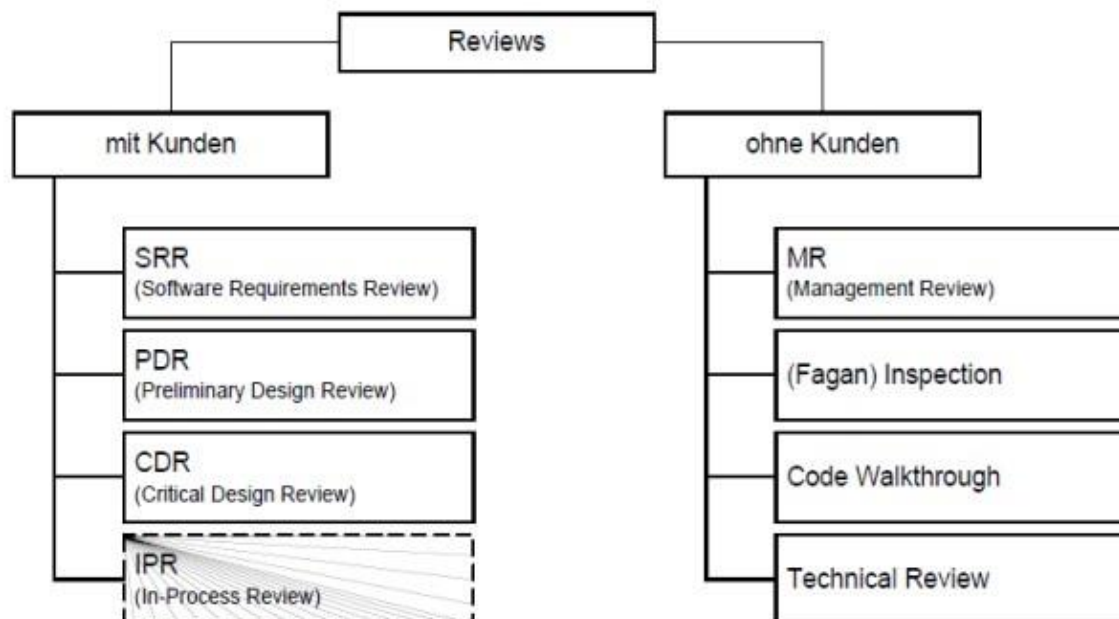 Reviews
mit Kunden
SRR
(Software Requirements Review)
PDR
(Preliminary Design Review)
CDR
(Critical Design Review)
IPR
(In-Process Review)
ohne Kunden
MR
(Management Review)
(Fagan) Inspection
Code Walkthrough
Technical Review